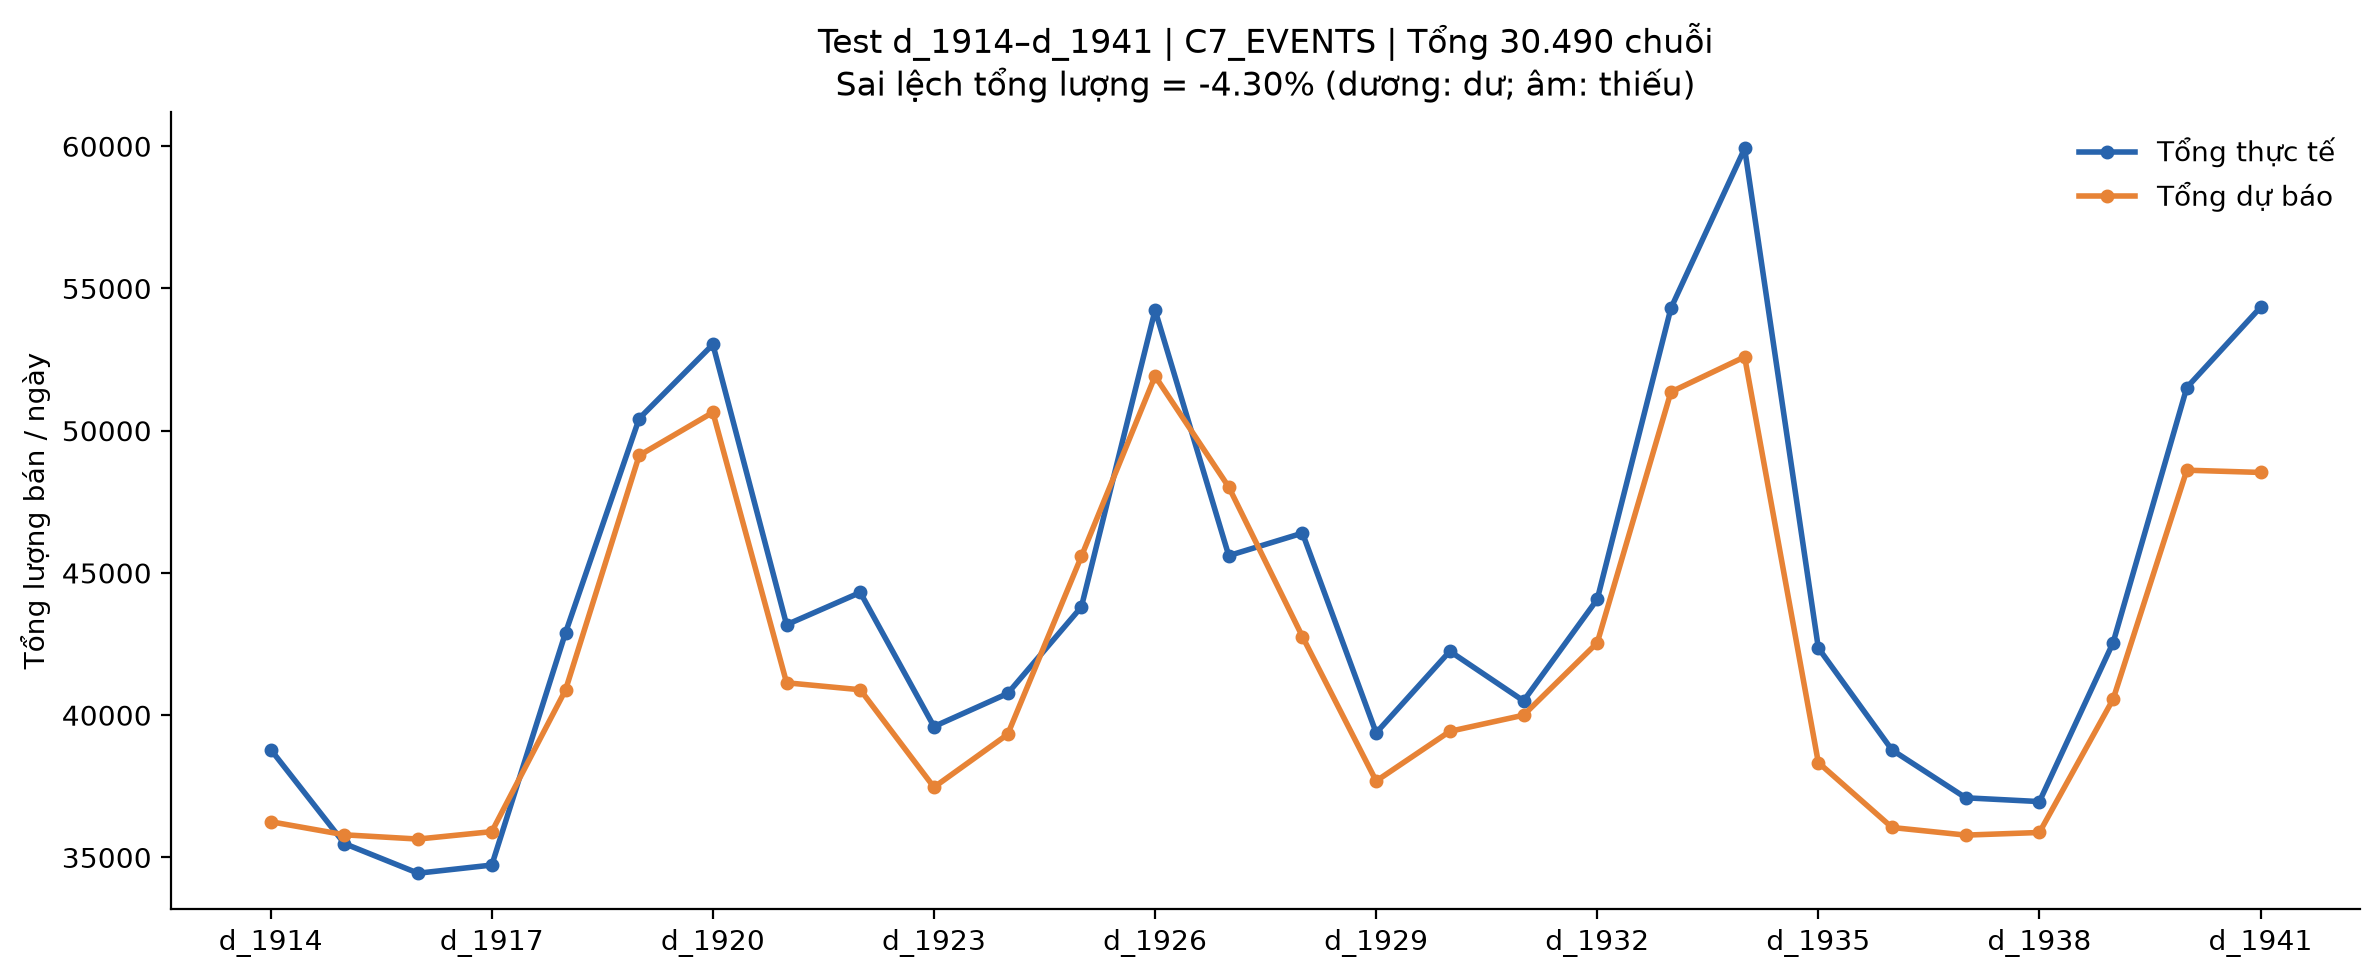 Test d_1914–d_1941 | C7_EVENTS | Tổng 30.490 chuỗi
Sai lệch tổng lượng = -4.30% (dương: dư; âm: thiếu)
Tổng thực tế
Tổng dự báo
Tổng lượng bán / ngày
60000
55000
50000
45000
40000
35000
d_1914
d_1917
d_1920
d_1923
d_1926
d_1929
d_1932
d_1935
d_1938
d_1941